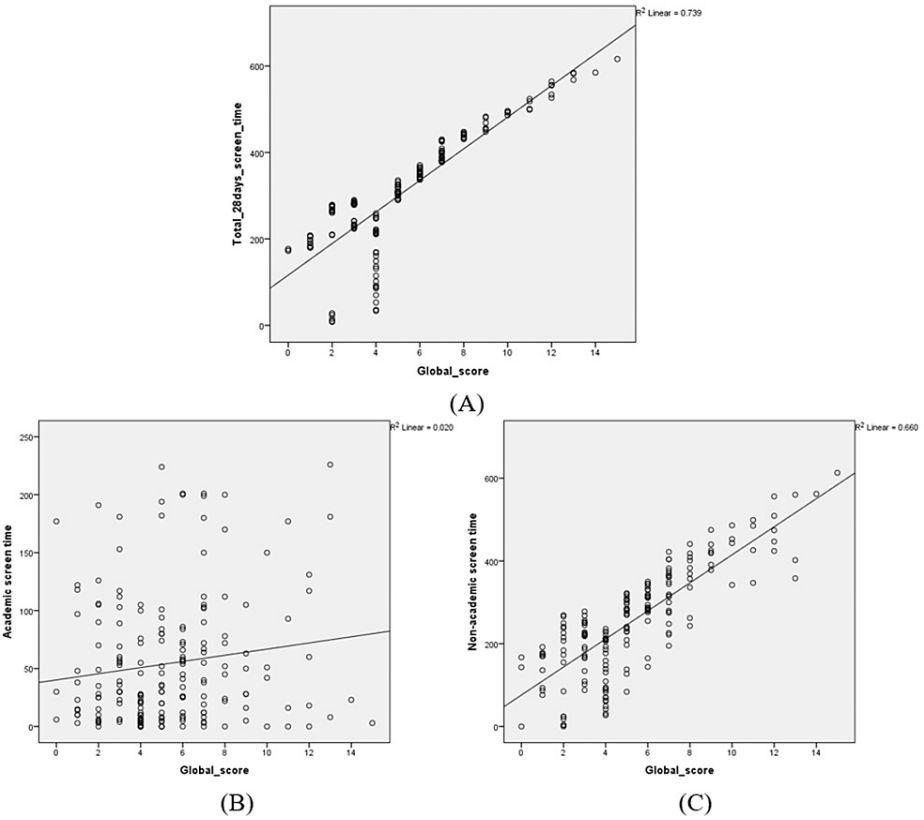 R² Linear = 0.739
600
400
200
0
Total_28days_screen_time
0 2 4 6 8 10 12 14
Global_score
(A)
R² Linear = 0.020
250
200
150
100
50
0
Academic screen time
0 2 4 6 8 10 12 14
Global_score
(B)
R² Linear = 0.660
600
400
200
0
Non-academic screen time
0 2 4 6 8 10 12 14
Global_score
(C)